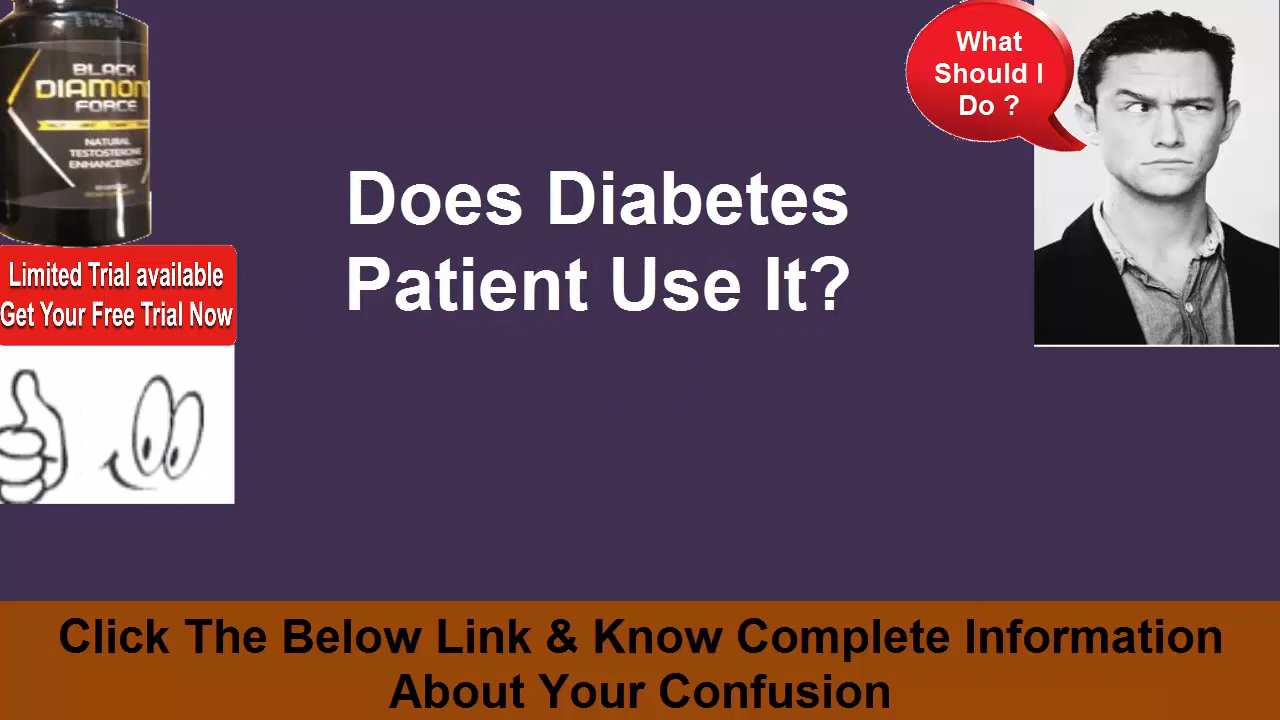 BLACK
DIAMON
FORCE
NATURAL
TESTOSTERONE
ENHANCEMENT
Limited Trial available
Get Your Free Trial Now
What
Should I
Do ?
Does Diabetes
Patient Use It?
Click The Below Link & Know Complete Information
About Your Confusion